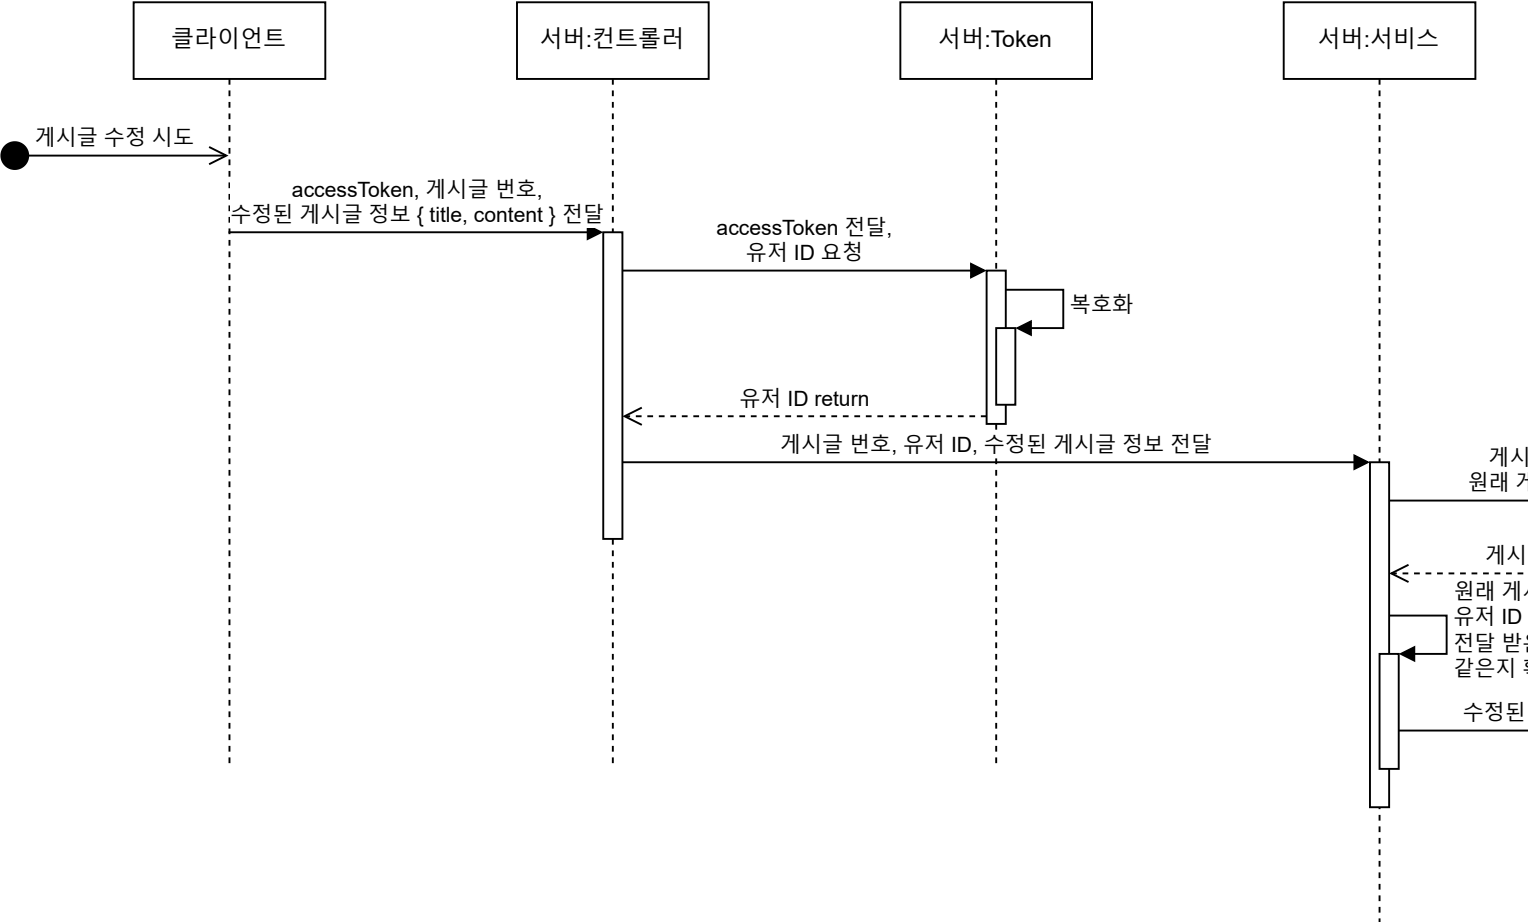 클라이언트
서버:컨트롤러
서버:Token
서버:서비스
게시글 수정 시도
accessToken, 게시글 번호,
수정된 게시글 정보 { title, content } 전달
accessToken 전달,
유저 ID 요청
복호화
유저 ID return
게시글 번호, 유저 ID, 수정된 게시글 정보 전달
게시
원래
게시
원래
유저 ID
전달
같은지
수정된